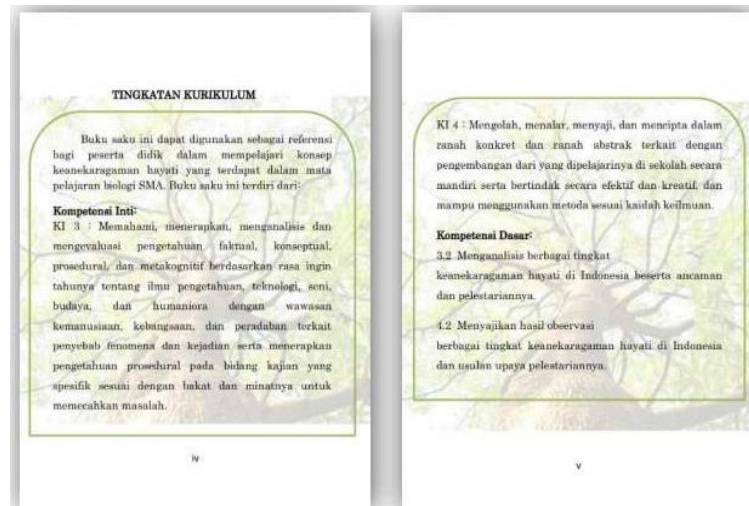 TINGKATAN KURIKULUM
Buku saku ini dapat digunakan sebagai referensi
bagi peserta didik dalam mempelajari konsep
keanekaragaman hayati yang terdapat dalam mata
pelajaran biologi SMA. Buku saku ini terdiri dari:
Kompetensi Inti:
KI 3 : Memahami, menerapkan, menganalisis dan
mengevaluasi pengetahuan faktual, konseptual,
prosedural, dan metakognitif berdasarkan rasa ingin
tahunya tentang ilmu pengetahuan, teknologi, seni,
budaya, dan humaniora dengan wawasan
kemanusiaan, kebangsaan, dan peradaban terkait
penyebab fenomena dan kejadian serta menerapkan
pengetahuan prosedural pada bidang kajian yang
spesifik sesuai dengan bakat dan minatnya untuk
memecahkan masalah.
iv
KI 4 : Mengolah, menalar, menyaji, dan mencipta dalam
ranah konkret dan ranah abstrak terkait dengan
pengembangan dari yang dipelajarinya di sekolah secara
mandiri serta bertindak secara efektif dan kreatif, dan
mampu menggunakan metoda sesuai kaidah keilmuan.
Kompetensi Dasar:
3.2 Menganalisis berbagai tingkat
keanekaragaman hayati di Indonesia beserta ancaman
dan pelestariannya.
4.2 Menyajikan hasil observasi
berbagai tingkat keanekaragaman hayati di Indonesia
dan usulan upaya pelestariannya.
v